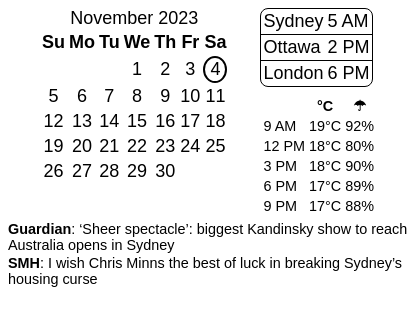 November 2023
Su Mo Tu We Th Fr Sa
1 2 3 4
5 6 7 8 9 10 11
12 13 14 15 16 17 18
19 20 21 22 23 24 25
26 27 28 29 30
Sydney 5 AM
Ottawa 2 PM
London 6 PM
°C ☂
9 AM 19°C 92%
12 PM 18°C 80%
3 PM 18°C 90%
6 PM 17°C 89%
9 PM 17°C 88%
Guardian: ‘Sheer spectacle’: biggest Kandinsky show to reach
Australia opens in Sydney
SMH: I wish Chris Minns the best of luck in breaking Sydney’s
housing curse